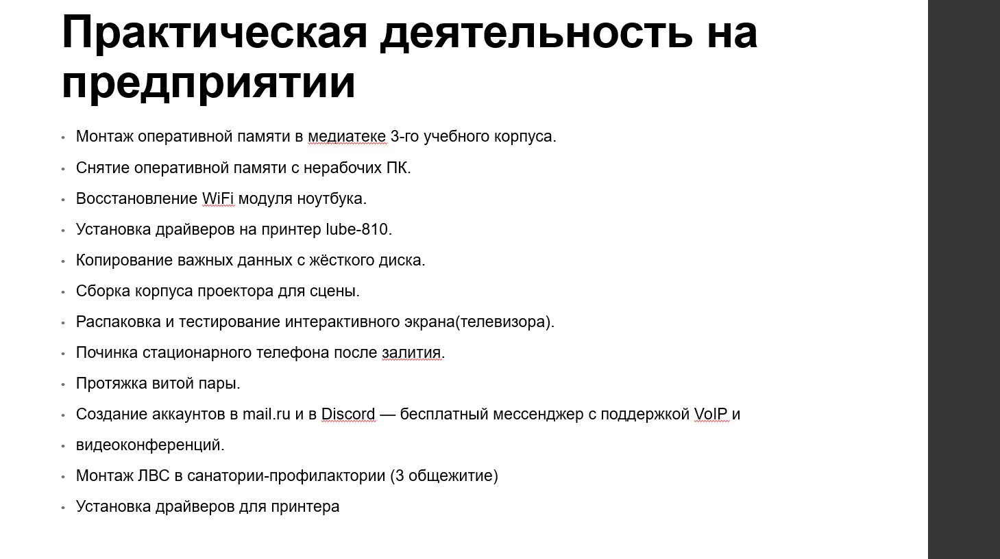 Практическая деятельность на
предприятии
• Монтаж оперативной памяти в медиатеке 3-го учебного корпуса.
• Снятие оперативной памяти с нерабочих ПК.
• Восстановление WiFi модуля ноутбука.
• Установка драйверов на принтер lube-810.
• Копирование важных данных с жёсткого диска.
• Сборка корпуса проектора для сцены.
• Распаковка и тестирование интерактивного экрана(телевизора).
• Починка стационарного телефона после залития.
• Протяжка витой пары.
• Создание аккаунтов в mail.ru и в Discord — бесплатный мессенджер с поддержкой VoIP и
• видеоконференций.
• Монтаж ЛВС в санатории-профилактории (3 общежитие)
• Установка драйверов для принтера